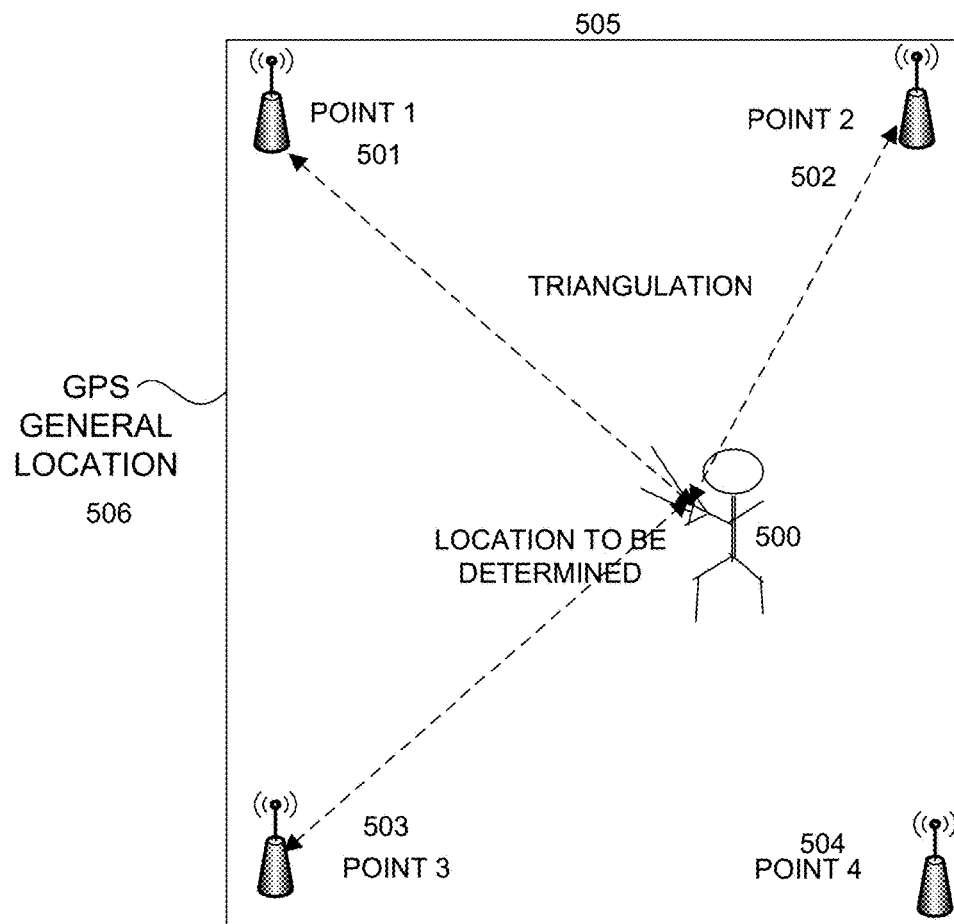 505
POINT 1
501
POINT 2
502
TRIANGULATION
GPS
GENERAL
LOCATION
506
LOCATION TO BE
DETERMINED
500
503
POINT 3
504
POINT 4